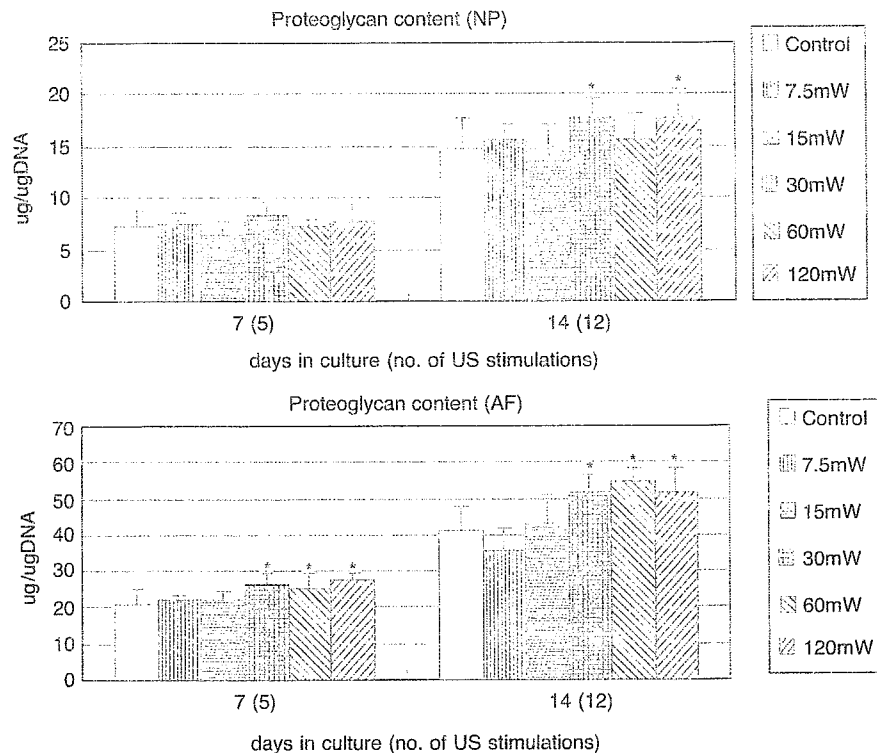 Proteoglycan content (NP)
25
20
15
10
5
0
ug/ugDNA
* *
7 (5) 14 (12)
days in culture (no. of US stimulations)
Control
7.5mW
15mW
30mW
60mW
120mW
Proteoglycan content (AF)
70
60
50
40
30
20
10
0
ug/ugDNA
* * * * * *
7 (5) 14 (12)
days in culture (no. of US stimulations)
Control
7.5mW
15mW
30mW
60mW
120mW